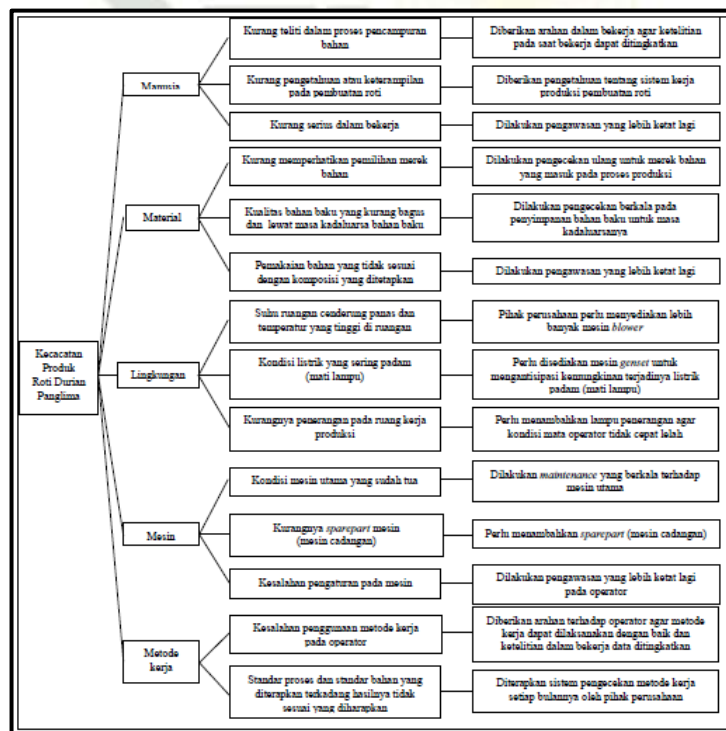 Kecacatan
Produk
Roti Durian
Panglima
Manusia
Kurang teliti dalam proses pencampuran
bahan
Diberikan arahan dalam bekerja agar ketelitian
pada saat bekerja dapat ditingkatkan
Kurang pengetahuan atau keterampilan
pada pembuatan roti
Diberikan pengetahuan tentang sistem kerja
produksi pembuatan roti
Kurang serius dalam bekerja
Dilakukan pengawasan yang lebih ketat lagi
Material
Kurang memperhatikan pemilihan merek
bahan
Dilakukan pengecekan ulang untuk merek bahan
yang masuk pada proses produksi
Kualitas bahan baku yang kurang bagus
dan lewat masa kadaluarsa bahan baku
Dilakukan pengecekan berkala pada
penyimpanan bahan baku untuk masa
kadaluarsanya
Pemakaian bahan yang tidak sesuai
dengan komposisi yang ditetapkan
Dilakukan pengawasan yang lebih ketat lagi
Lingkungan
Suhu ruangan cenderung panas dan
temperatur yang tinggi di ruangan
Pihak perusahaan perlu menyediakan lebih
banyak mesin blower
Kondisi listrik yang sering padam
(mati lampu)
Perlu disediakan mesin genset untuk
mengantisipasi kemungkinan terjadinya listrik
padam (mati lampu)
Kurangnya penerangan pada ruang kerja
produksi
Perlu menambahkan lampu penerangan agar
kondisi mata operator tidak cepat lelah
Mesin
Kondisi mesin utama yang sudah tua
Dilakukan maintenance yang berkala terhadap
mesin utama
Kurangnya sparepart mesin
(mesin cadangan)
Perlu menambahkan sparepart (mesin cadangan)
Kesalahan pengaturan pada mesin
Dilakukan pengawasan yang lebih ketat lagi
pada operator
Metode
kerja
Kesalahan penggunaan metode kerja
pada operator
Diberikan arahan terhadap operator agar metode
kerja dapat dilaksanakan dengan baik dan
ketelitian dalam bekerja data ditingkatkan
Standar proses dan standar bahan yang
diterapkan terkadang hasilnya tidak
sesuai yang diharapkan
Diterapkan sistem pengecekan metode kerja
setiap bulannya oleh pihak perusahaan